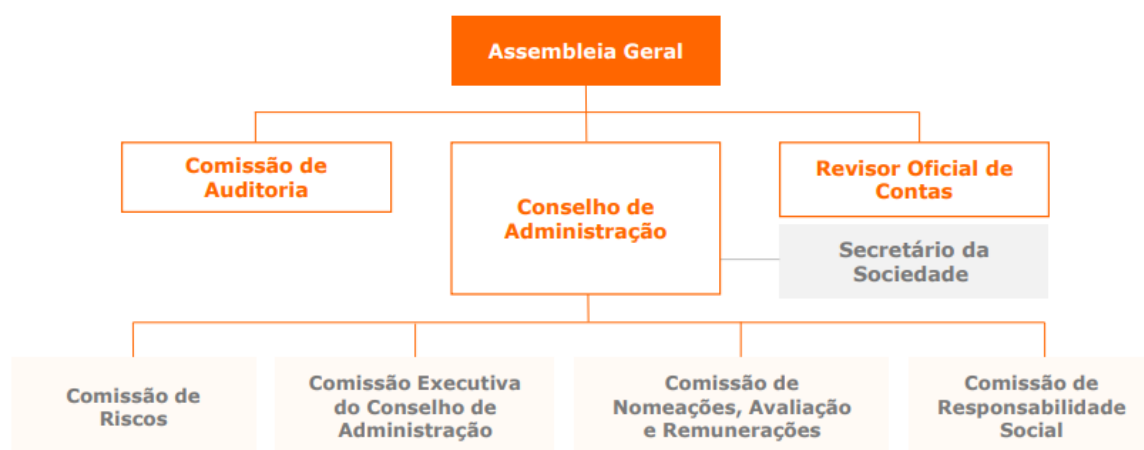 Assembleia Geral
Comissão de
Auditoria
Conselho de
Administração
Revisor Oficial de
Contas
Secretário da
Sociedade
Comissão de
Riscos
Comissão Executiva
do Conselho de
Administração
Comissão de
Nomeações, Avaliação
e Remunerações
Comissão de
Responsabilidade
Social